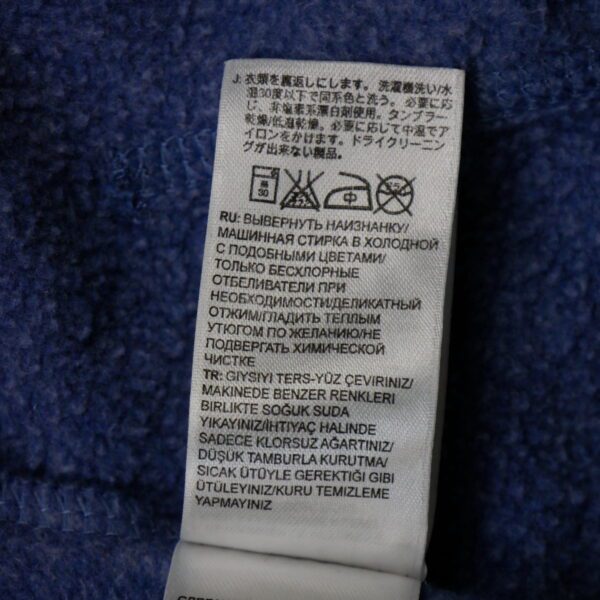 J: 衣類を裏返しにします。洗濯機洗い/水
温30度以下で同系色と洗う。必要に応
じ、非塩素系漂白剤使用。タンブラー
乾燥/低温乾燥。必要に応じて中温でア
イロンをかけます。ドライクリーニン
グが出来ない製品。
30
RU: ВЫВЕРНУТЬ НАИЗНАНКУ/
МАШИННАЯ СТИРКА В ХОЛОДНОЙ
С ПОДОБНЫМИ ЦВЕТАМИ/
ТОЛЬКО БЕСХЛОРНЫЕ
ОТБЕЛИВАТЕЛИ ПРИ
НЕОБХОДИМОСТИ/ДЕЛИКАТНЫЙ
ОТЖИМ/ГЛАДИТЬ ТЕПЛЫМ
УТЮГОМ ПО ЖЕЛАНИЮ/НЕ
ПОДВЕРГАТЬ ХИМИЧЕСКОЙ
ЧИСТКЕ
TR: GIYSIYI TERS-YÜZ ÇEVIRINIZ/
MAKINEDE BENZER RENKLERI
BIRLIKTE SOĞUK SUDA
YIKAYINIZ/İHTIYAÇ HALINDE
SADECE KLORSUZ AĞARTINIZ/
DÜŞÜK TAMBURLA KURUTMA/
SICAK ÜTÜYLE GEREKTIĞI GIBI
ÜTÜLEYINIZ/KURU TEMIZLEME
YAPMAYINIZ